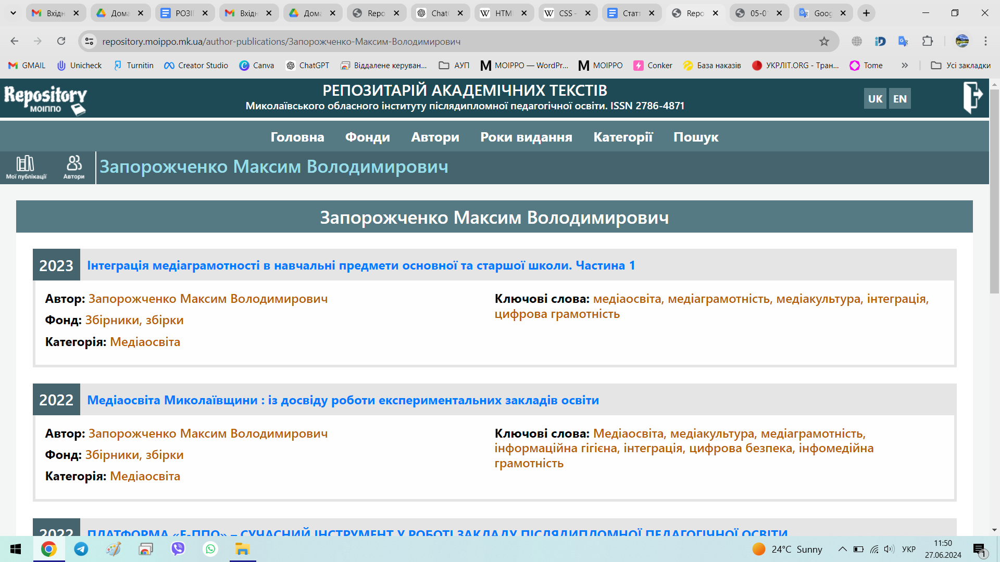 Вхідн
Дома
РОЗІ
Вхідн
Дома
Repo
Chat
HTM
CSS -
Статт
Repo
05-0
Goog
repository.moippo.mk.ua/author-publications/Запорожченко-Максим-Володимирович
GMAIL
Unicheck
Turnitin
Creator Studio
Canva
ChatGPT
Віддалене керуван...
АУП
MOIPPO — WordPr...
MOIPPO
Conker
База наказів
УКРЛІТ.ORG - Тран...
Tome
»
Усі закладки
Repository
МОІППО
РЕПОЗИТАРІЙ АКАДЕМІЧНИХ ТЕКСТІВ
Миколаївського обласного інституту післядипломної педагогічної освіти. ISSN 2786-4871
UK EN
Головна Фонди Автори Роки видання Категорії Пошук
Мої публікації
Автори
Запорожченко Максим Володимирович
Запорожченко Максим Володимирович
2023 Інтеграція медіаграмотності в навчальні предмети основної та старшої школи. Частина 1
Автор: Запорожченко Максим Володимирович
Фонд: Збірники, збірки
Категорія: Медіаосвіта
Ключові слова: медіаосвіта, медіаграмотність, медіакультура, інтеграція,
цифрова грамотність
2022 Медіаосвіта Миколаївщини : із досвіду роботи експериментальних закладів освіти
Автор: Запорожченко Максим Володимирович
Фонд: Збірники, збірки
Категорія: Медіаосвіта
Ключові слова: Медіаосвіта, медіакультура, медіаграмотність,
інформаційна гігієна, інтеграція, цифрова безпека, інфомедійна
грамотність
2022 ПЛАТФОРМА «Е-ППО» – СУЧАСНИЙ ІНСТРУМЕНТ У РОБОТІ ЗАКЛАДУ ПІСЛЯДИПЛОМНОЇ ПЕДАГОГІЧНОЇ ОСВІТИ
24°C Sunny
УКР
11:50
27.06.2024
1